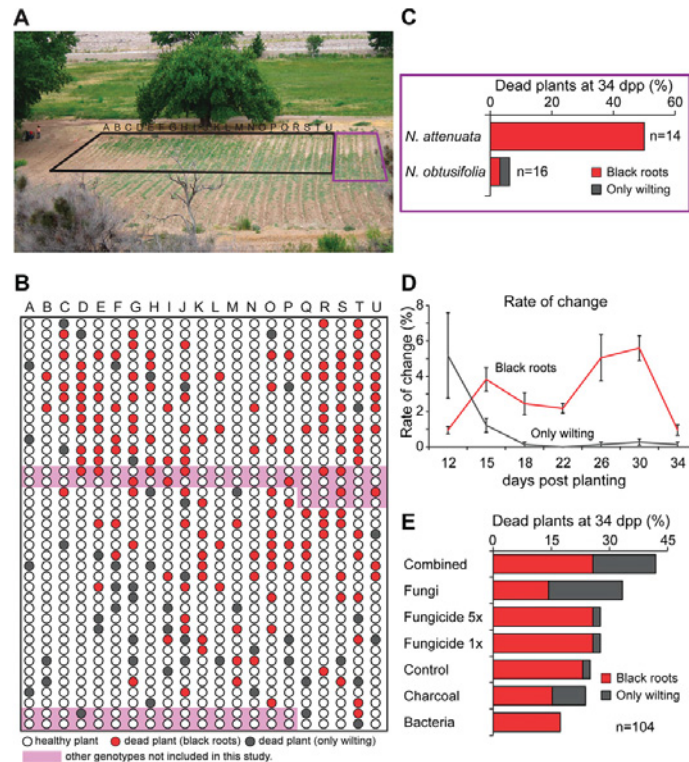 A
A B C D E F G H I J K L M N O P Q R S T U
B
A B C D E F G H I J K L M N O P Q R S T U
healthy plant dead plant (black roots) dead plant (only wilting)
other genotypes not included in this study.
C
Dead plants at 34 dpp (%)
0 20 40 60
N. attenuata n=14
N. obtusifolia n=16
Black roots
Only wilting
D
Rate of change
Rate of change (%)
8
6
4
2
0
Black roots
Only wilting
12 15 18 22 26 30 34
days post planting
E
Dead plants at 34 dpp (%)
0 15 30 45
Combined
Fungi
Fungicide 5x
Fungicide 1x
Control
Charcoal
Bacteria
Black roots
Only wilting
n=104